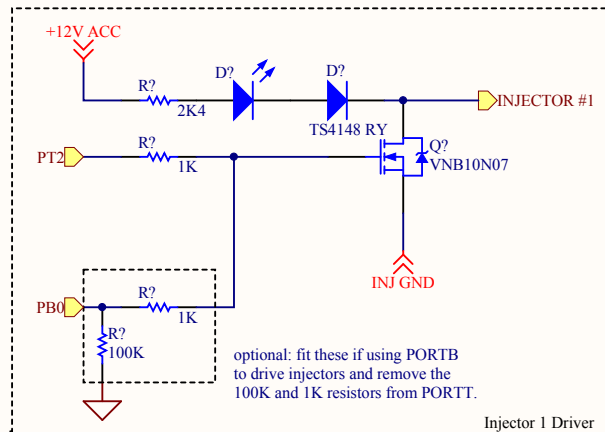 +12V ACC
R?
2K4
D?
D?
TS4148 RY
INJECTOR #1
PT2
R?
1K
Q?
VNB10N07
INJ GND
PB0
R?
1K
R?
100K
optional: fit these if using PORTB
to drive injectors and remove the
100K and 1K resistors from PORTT.
Injector 1 Driver